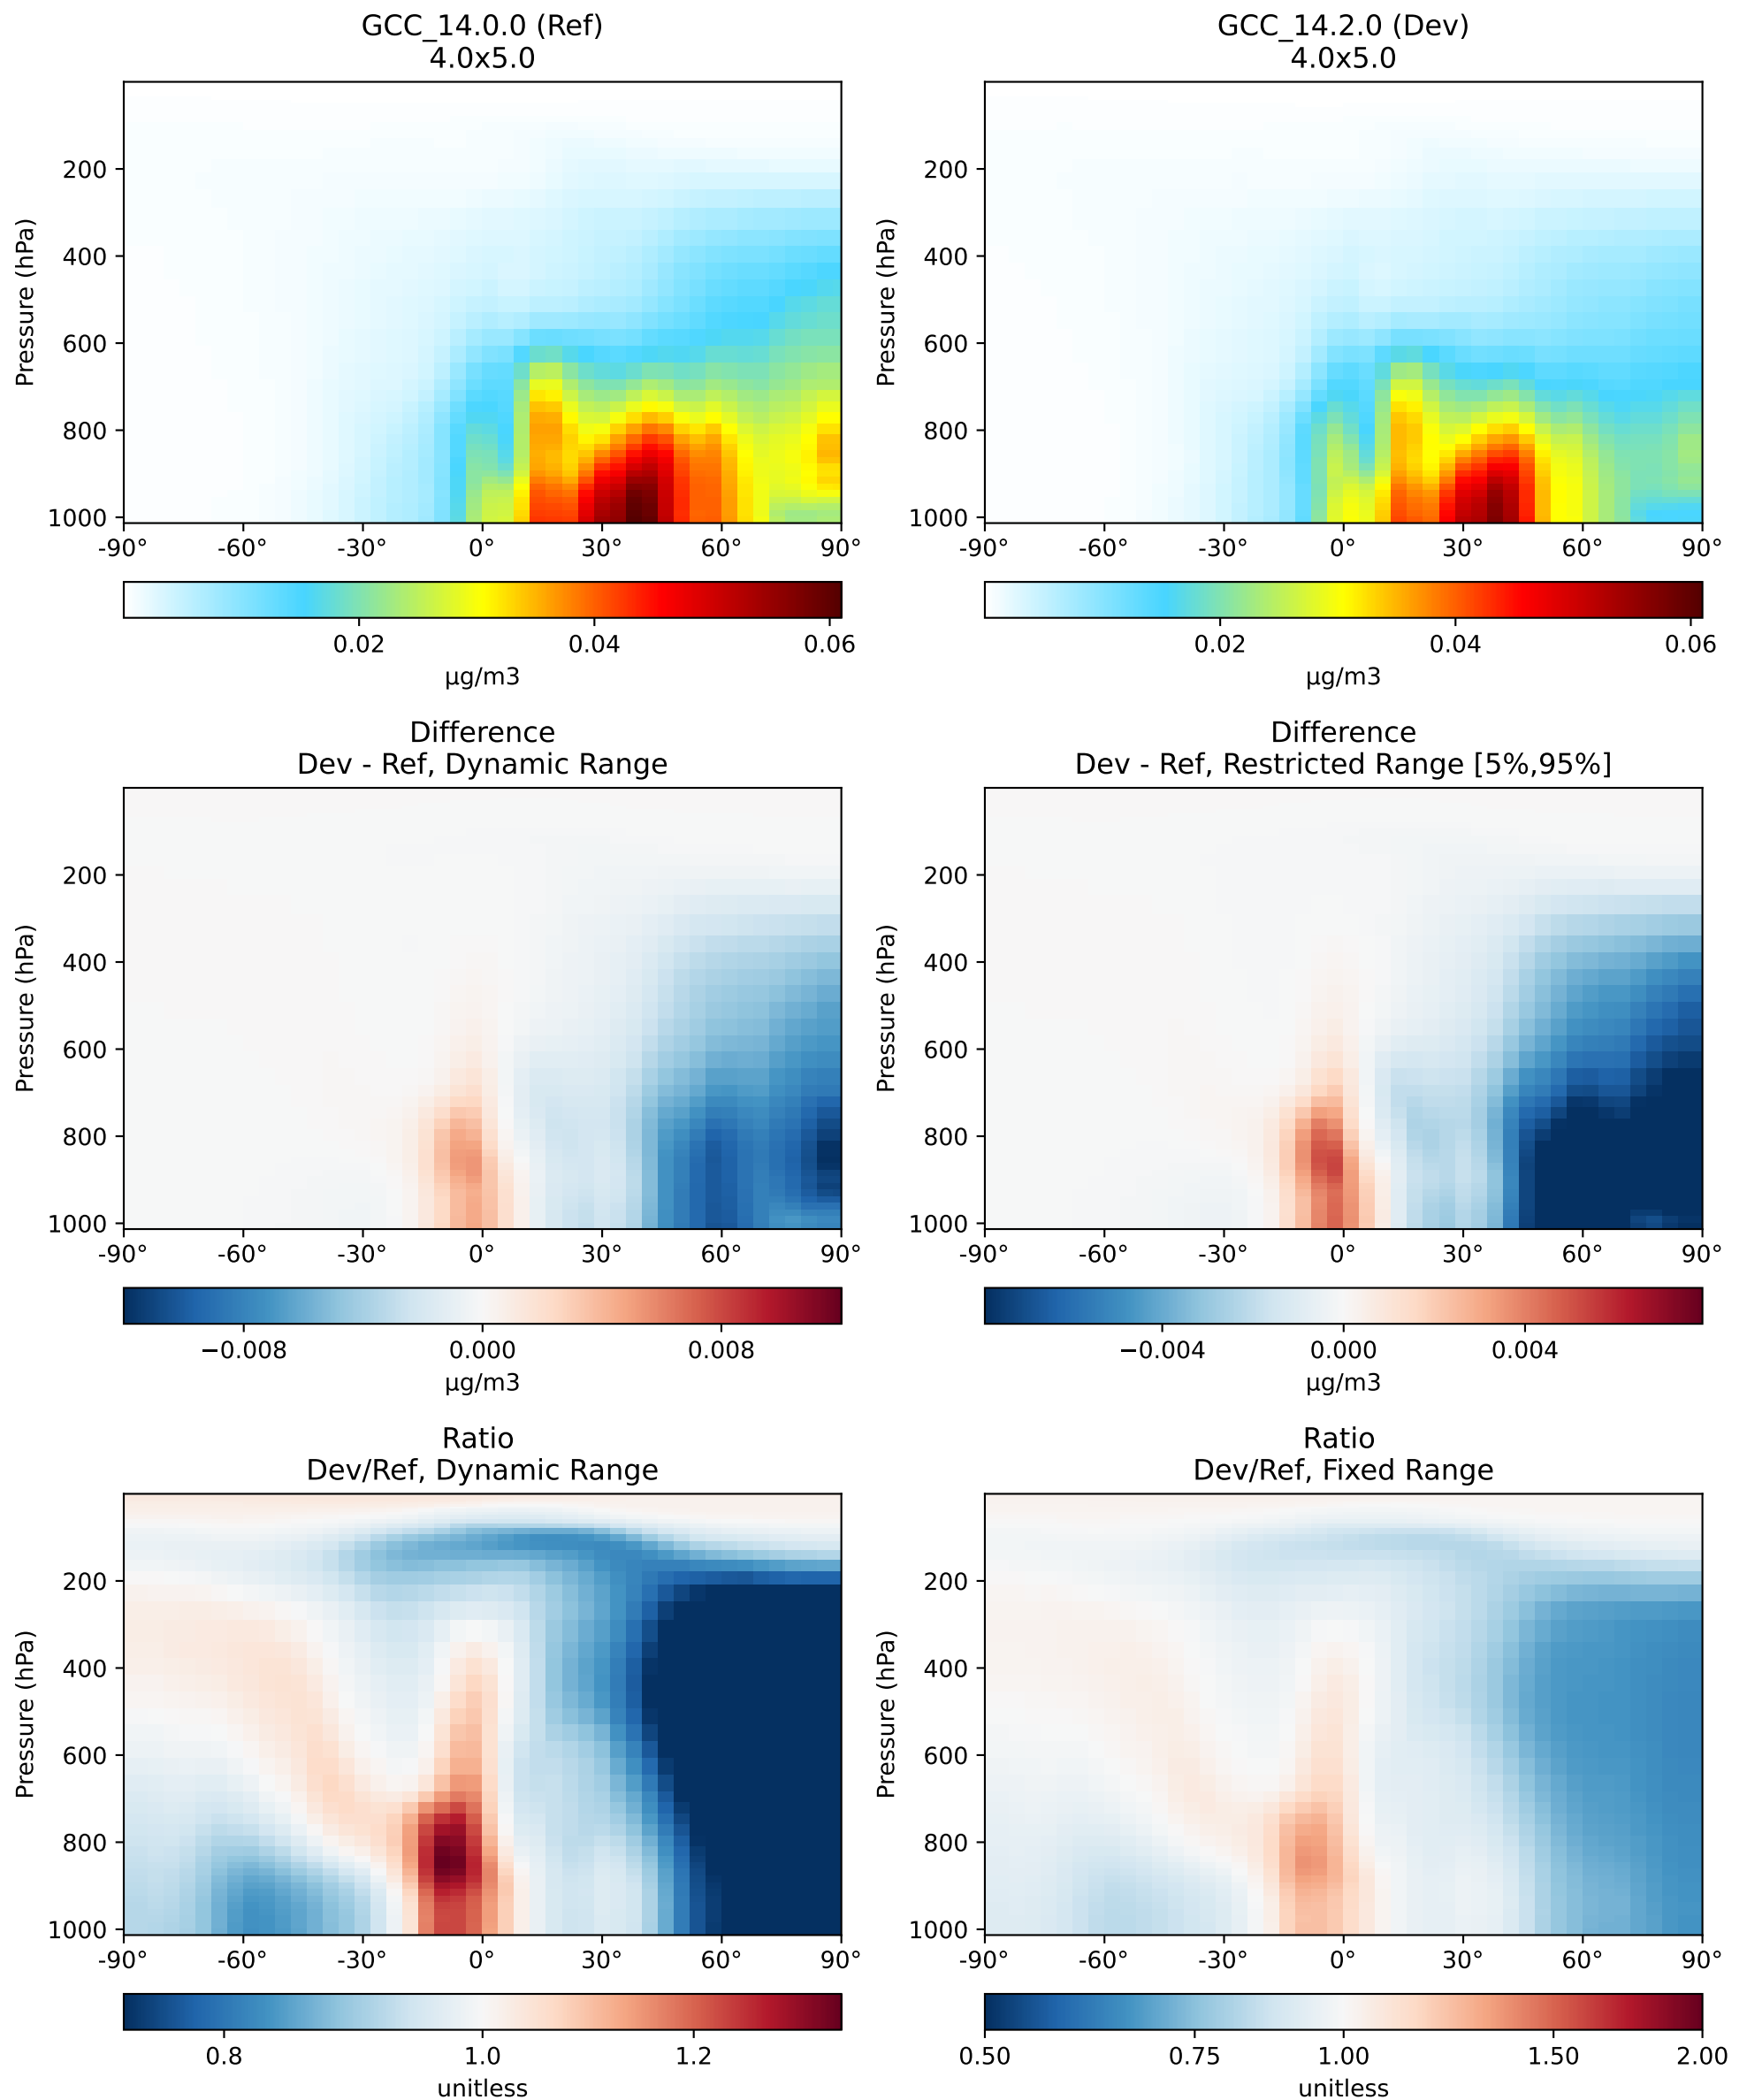 GCC_14.0.0 (Ref)
4.0x5.0
Pressure (hPa)
200
400
600
800
1000
-90° -60° -30° 0° 30° 60° 90°
0.02 0.04 0.06
µg/m3
GCC_14.2.0 (Dev)
4.0x5.0
Pressure (hPa)
200
400
600
800
1000
-90° -60° -30° 0° 30° 60° 90°
0.02 0.04 0.06
µg/m3
Difference
Dev - Ref, Dynamic Range
Pressure (hPa)
200
400
600
800
1000
-90° -60° -30° 0° 30° 60° 90°
−0.008 0.000 0.008
µg/m3
Difference
Dev - Ref, Restricted Range [5%,95%]
Pressure (hPa)
200
400
600
800
1000
-90° -60° -30° 0° 30° 60° 90°
−0.004 0.000 0.004
µg/m3
Ratio
Dev/Ref, Dynamic Range
Pressure (hPa)
200
400
600
800
1000
-90° -60° -30° 0° 30° 60° 90°
0.8 1.0 1.2
unitless
Ratio
Dev/Ref, Fixed Range
Pressure (hPa)
200
400
600
800
1000
-90° -60° -30° 0° 30° 60° 90°
0.50 0.75 1.00 1.50 2.00
unitless